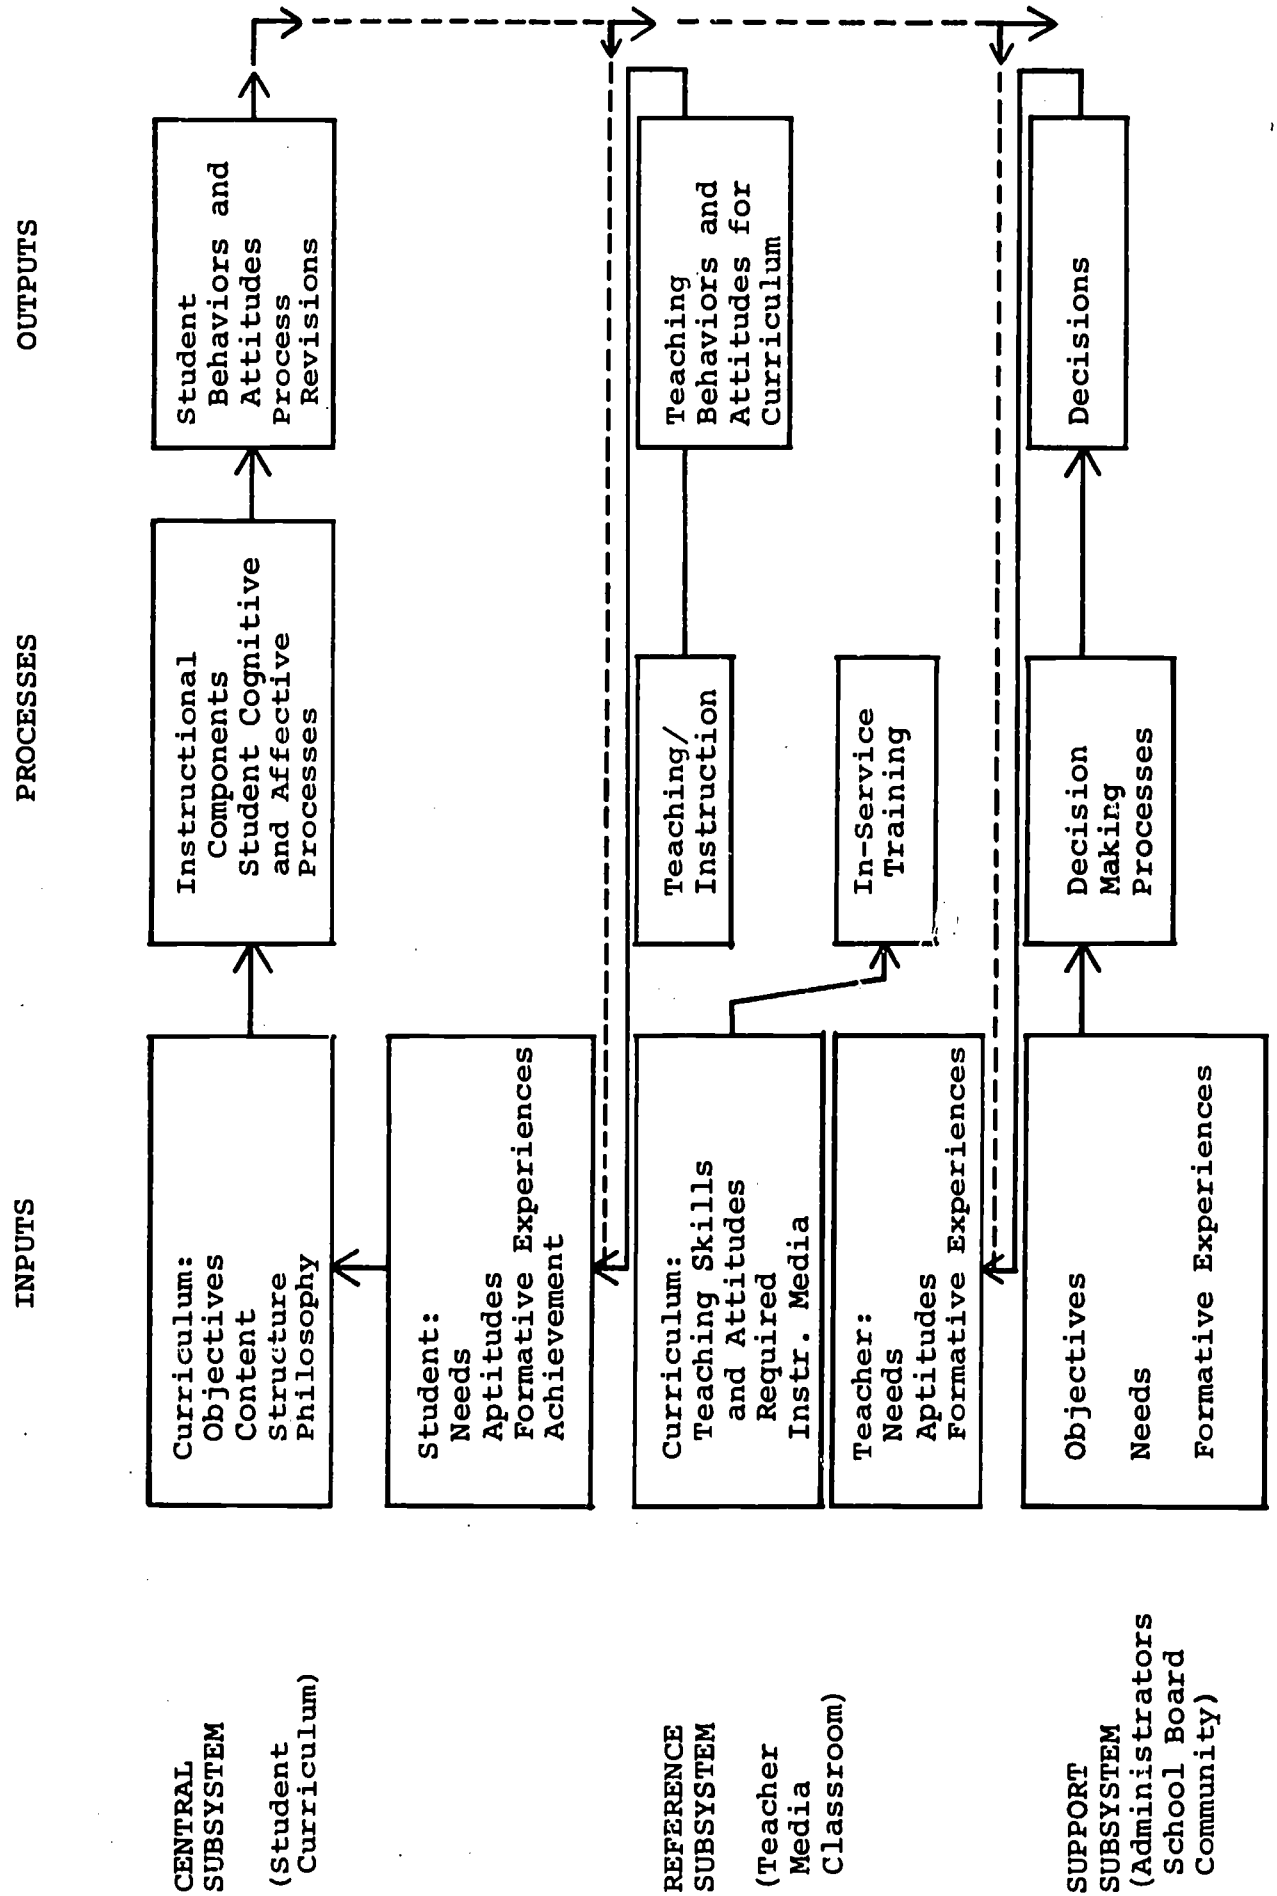 INPUTS
PROCESSES
OUTPUTS
CENTRAL
SUBSYSTEM
(Student
Curriculum)
Curriculum:
Objectives
Content
Structure
Philosophy
Instructional
Components
Student Cognitive
and Affective
Processes
Student
Behaviors and
Attitudes
Process
Revisions
Student:
Needs
Aptitudes
Formative Experiences
Achievement
REFERENCE
SUBSYSTEM
(Teacher
Media
Classroom)
Curriculum:
Teaching Skills
and Attitudes
Required
Instr. Media
Teaching/
Instruction
Teaching
Behaviors and
Attitudes for
Curriculum
Teacher:
Needs
Aptitudes
Formative Experiences
In-Service
Training
SUPPORT
SUBSYSTEM
(Administrators
School Board
Community)
Objectives
Needs
Formative Experiences
Decision
Making
Processes
Decisions